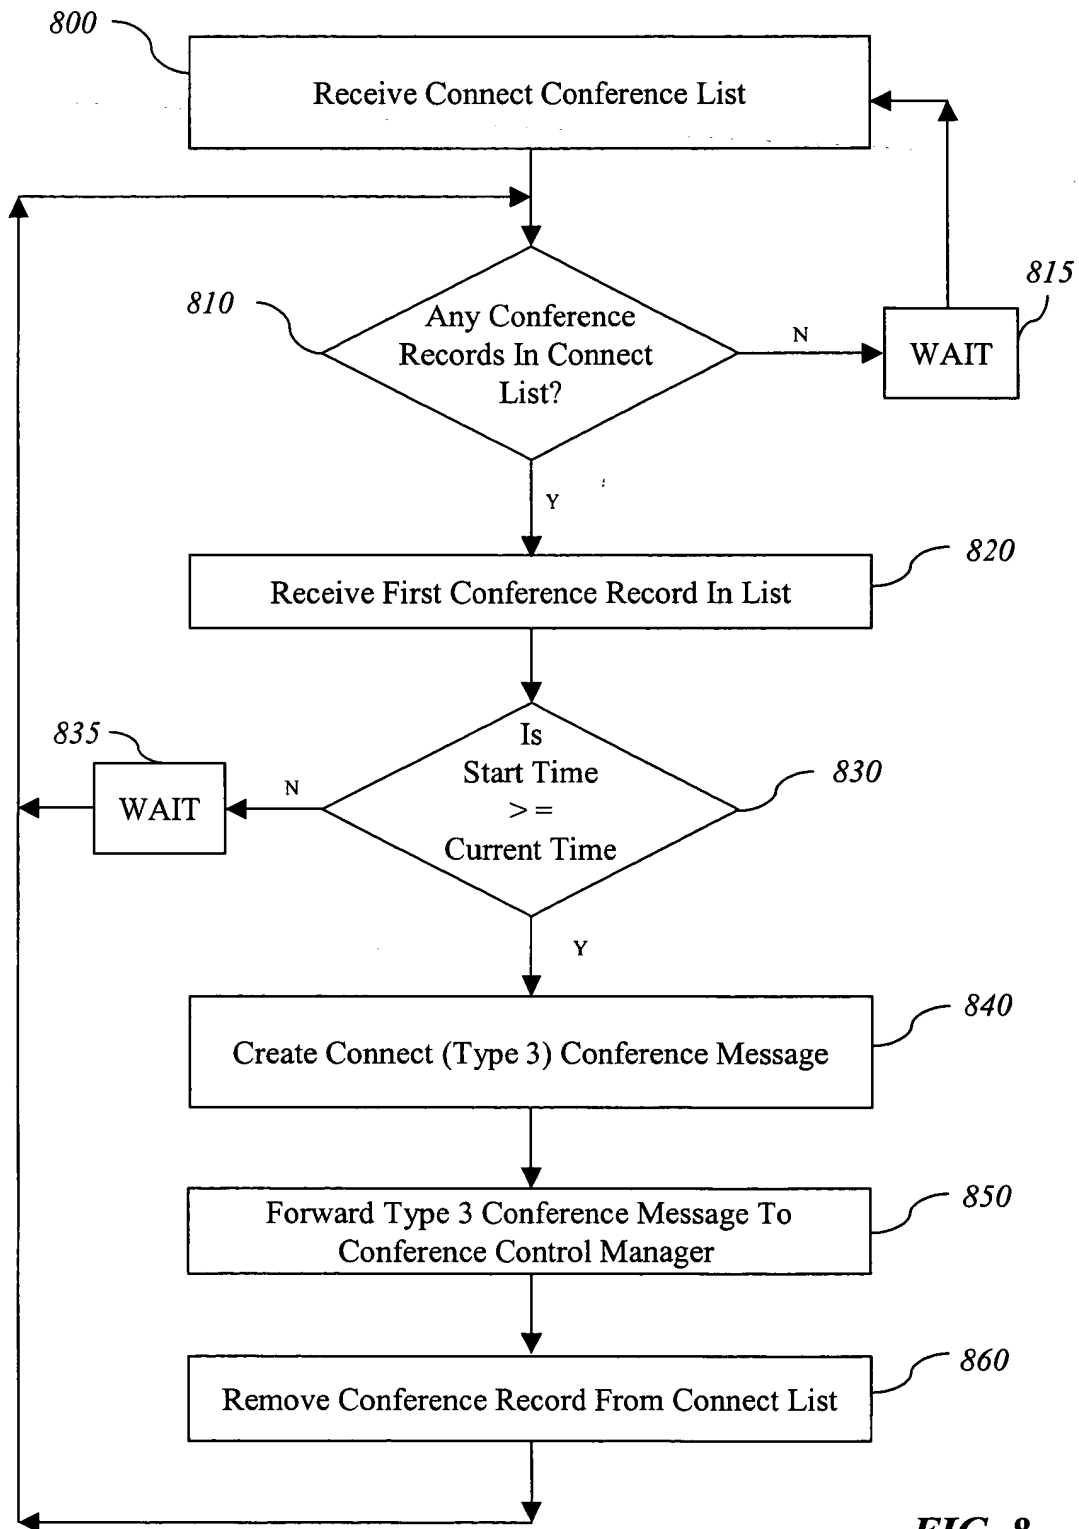 800
Receive Connect Conference List
810
Any Conference
Records In Connect
List?
N
815
WAIT
Y
820
Receive First Conference Record In List
835
WAIT
N
Is
Start Time
>=
Current Time
830
Y
840
Create Connect (Type 3) Conference Message
850
Forward Type 3 Conference Message To
Conference Control Manager
860
Remove Conference Record From Connect List
FIG. 8